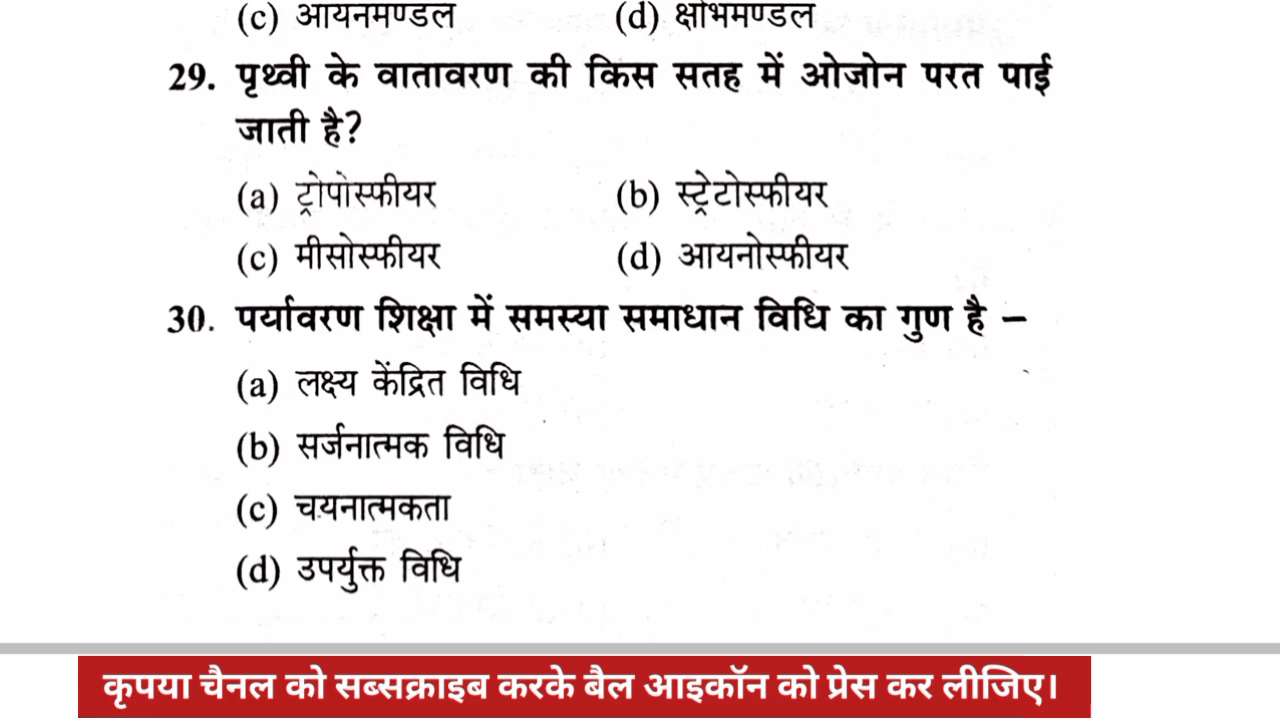 (c) आयनमण्डल (d) क्षोभमण्डल
29. पृथ्वी के वातावरण की किस सतह में ओजोन परत पाई
जाती है?
(a) ट्रोपोस्फीयर (b) स्ट्रेटोस्फीयर
(c) मीसोस्फीयर (d) आयनोस्फीयर
30. पर्यावरण शिक्षा में समस्या समाधान विधि का गुण है –
(a) लक्ष्य केंद्रित विधि
(b) सर्जनात्मक विधि
(c) चयनात्मकता
(d) उपर्युक्त विधि
कृपया चैनल को सब्सक्राइब करके बैल आइकॉन को प्रेस कर लीजिए।